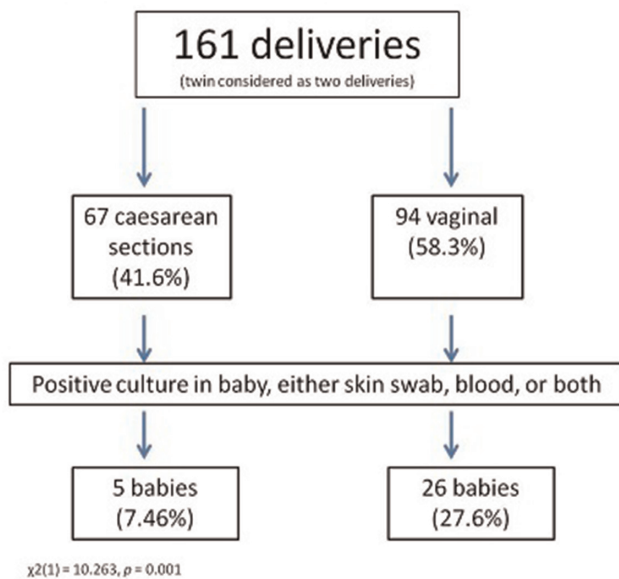 161 deliveries
(twin considered as two deliveries)
67 caesarean
sections
(41.6%)
94 vaginal
(58.3%)
Positive culture in baby, either skin swab, blood, or both
5 babies
(7.46%)
26 babies
(27.6%)
χ2(1) = 10.263, p = 0.001